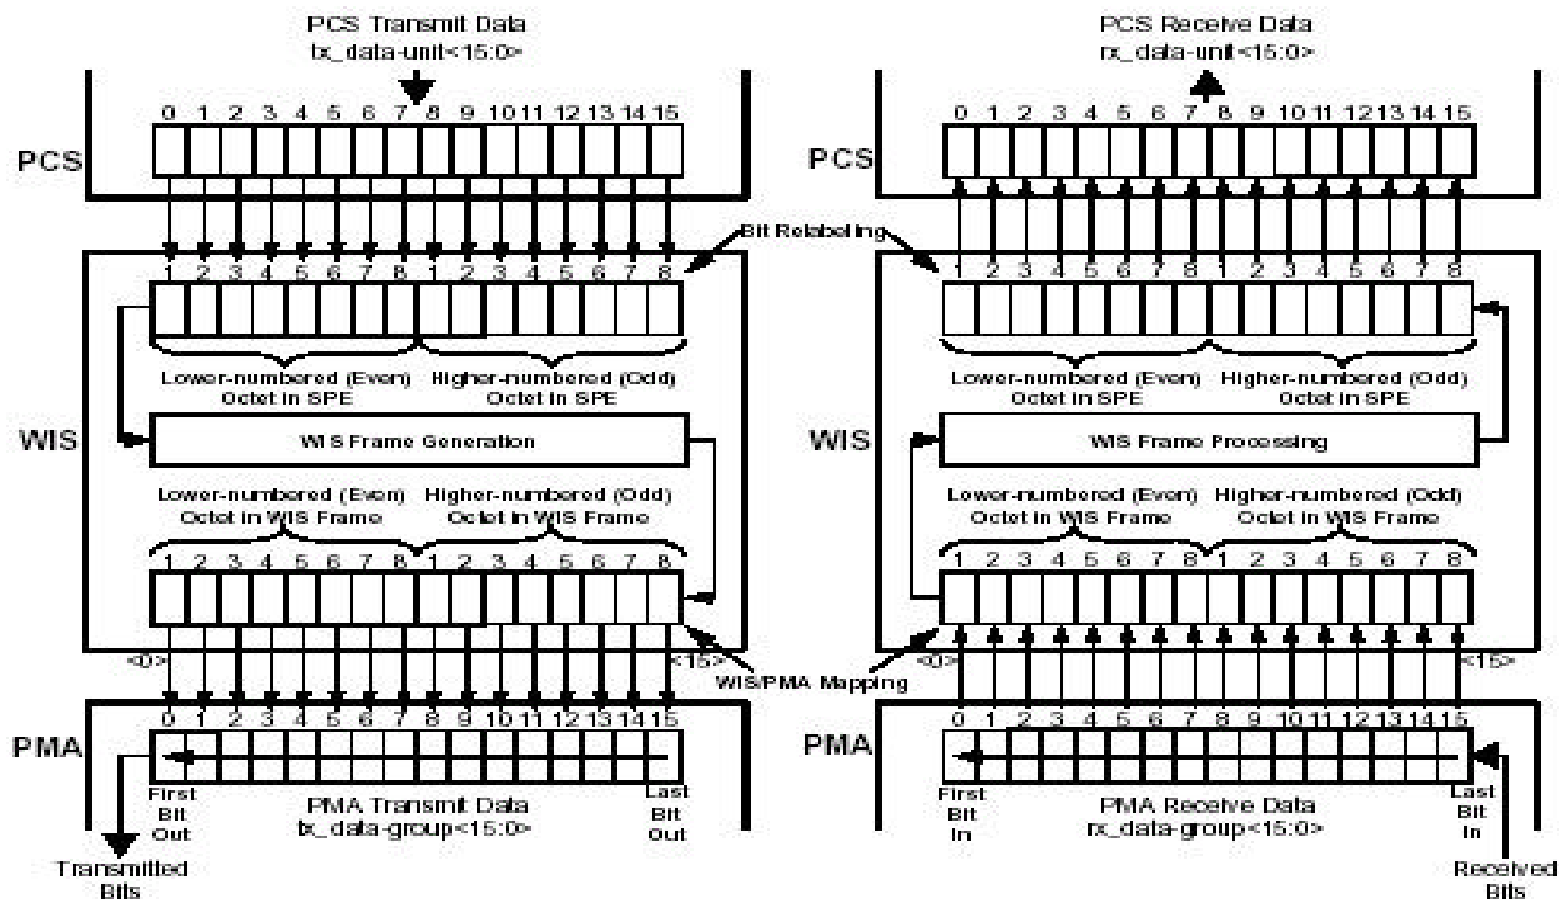 PCS Transmit Data
tx_data-unit<15:0>
0 1 2 3 4 5 6 7 8 9 10 11 12 13 14 15
PCS
1 2 3 4 5 6 7 8 1 2 3 4 5 6 7 8
Lower-numbered (Even) Higher-numbered (Odd)
Octet in SPE Octet in SPE
WIS
WIS Frame Generation
Lower-numbered (Even) Higher-numbered (Odd)
Octet in WIS Frame Octet in WIS Frame
1 2 3 4 5 6 7 8 1 2 3 4 5 6 7 8
<0> <15>
0 1 2 3 4 5 6 7 8 9 10 11 12 13 14 15
PMA
First
Bit
Out
PMA Transmit Data
tx_data-group<15:0>
Last
Bit
Out
Transmitted
Bits
Bit Relabeling
WIS/PMA Mapping
PCS Receive Data
rx_data-unit<15:0>
0 1 2 3 4 5 6 7 8 9 10 11 12 13 14 15
PCS
1 2 3 4 5 6 7 8 1 2 3 4 5 6 7 8
Lower-numbered (Even) Higher-numbered (Odd)
Octet in SPE Octet in SPE
WIS
WIS Frame Processing
Lower-numbered (Even) Higher-numbered (Odd)
Octet in WIS Frame Octet in WIS Frame
1 2 3 4 5 6 7 8 1 2 3 4 5 6 7 8
<0> <15>
0 1 2 3 4 5 6 7 8 9 10 11 12 13 14 15
PMA
First
Bit
In
PMA Receive Data
rx_data-group<15:0>
Last
Bit
In
Received
Bits